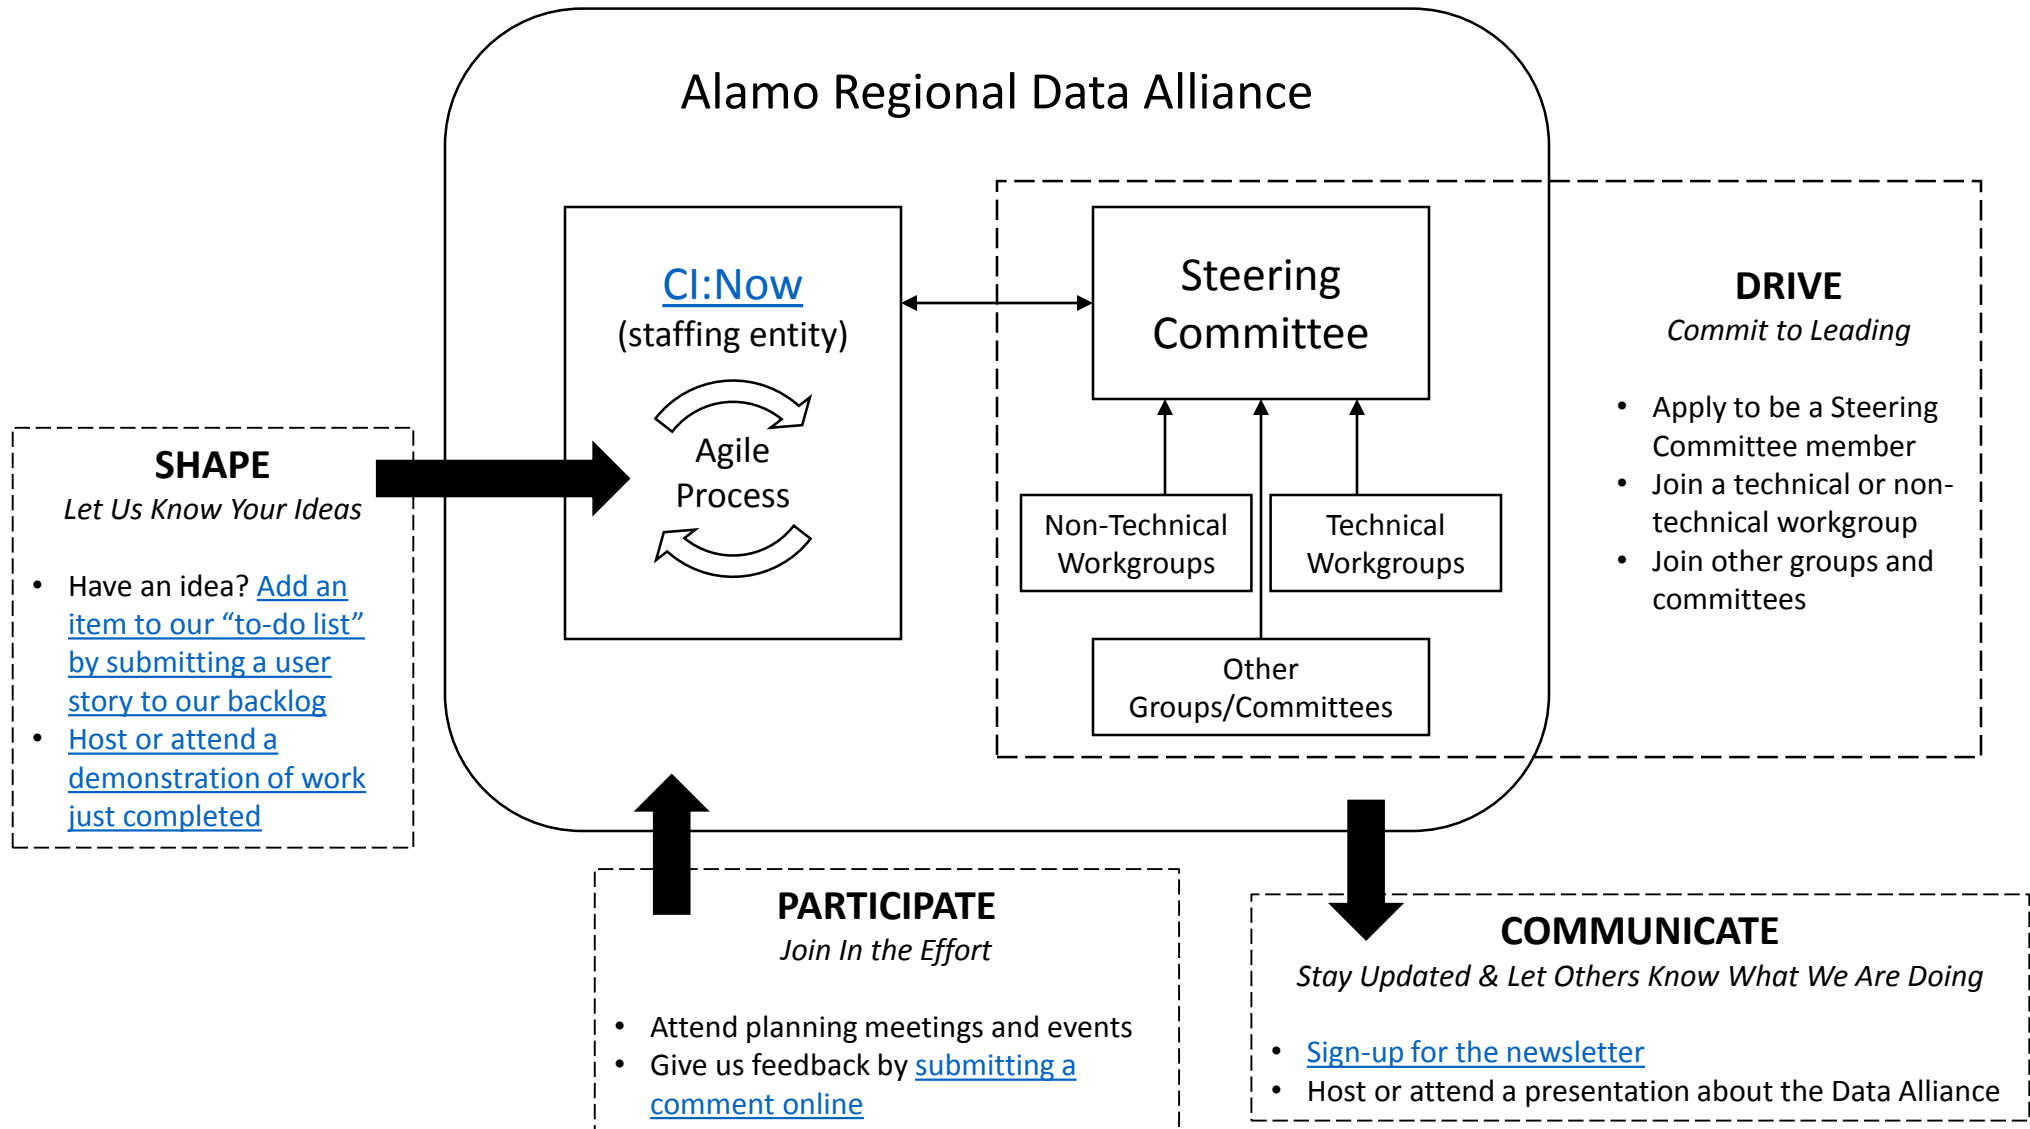 Alamo Regional Data Alliance
CI:Now
(staffing entity)
Agile
Process
Steering
Committee
Non-Technical
Workgroups
Technical
Workgroups
Other
Groups/Committees
DRIVE
Commit to Leading
• Apply to be a Steering
Committee member
• Join a technical or non-
technical workgroup
• Join other groups and
committees
SHAPE
Let Us Know Your Ideas
• Have an idea? Add an
item to our “to-do list”
by submitting a user
story to our backlog
• Host or attend a
demonstration of work
just completed
PARTICIPATE
Join In the Effort
• Attend planning meetings and events
• Give us feedback by submitting a
comment online
COMMUNICATE
Stay Updated & Let Others Know What We Are Doing
• Sign-up for the newsletter
• Host or attend a presentation about the Data Alliance